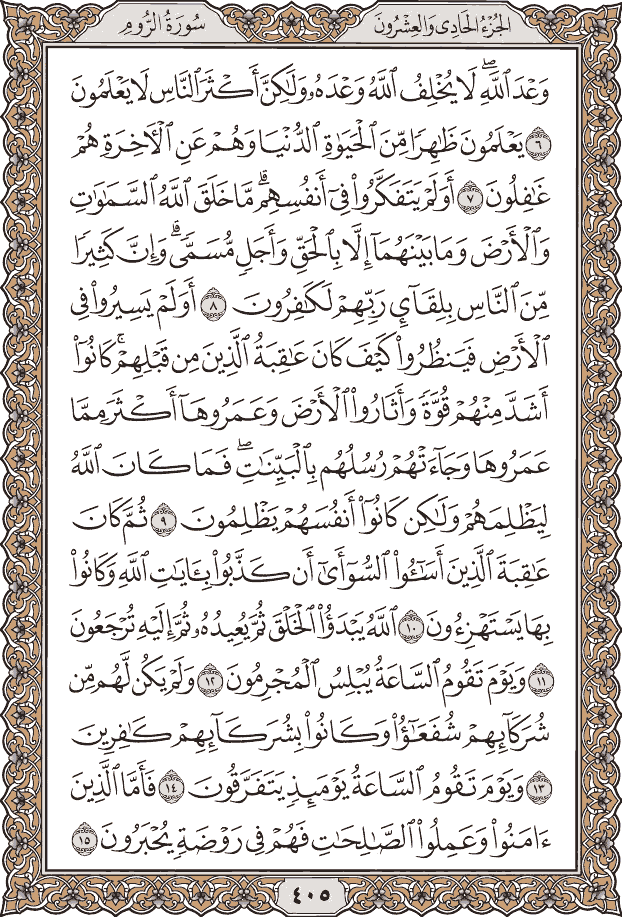 الجُزْءُ الحَادِى وَالعِشْرُونَ
سُورَةُ الرُّومِ
وَعْدَ ٱللَّهِۖ لَا يُخْلِفُ ٱللَّهُ وَعْدَهُۥ وَلَٰكِنَّ أَكْثَرَ ٱلنَّاسِ لَا يَعْلَمُونَ
٦ يَعْلَمُونَ ظَٰهِرًا مِّنَ ٱلْحَيَوٰةِ ٱلدُّنْيَا وَهُمْ عَنِ ٱلْأٓخِرَةِ هُمْ
غَٰفِلُونَ ٧ أَوَلَمْ يَتَفَكَّرُوا۟ فِىٓ أَنفُسِهِمۗ مَّا خَلَقَ ٱللَّهُ ٱلسَّمَٰوَٰتِ
وَٱلْأَرْضَ وَمَا بَيْنَهُمَآ إِلَّا بِٱلْحَقِّ وَأَجَلٍ مُّسَمًّىۗ وَإِنَّ كَثِيرًا
مِّنَ ٱلنَّاسِ بِلِقَآئِ رَبِّهِمْ لَكَٰفِرُونَ ٨ أَوَلَمْ يَسِيرُوا۟ فِى
ٱلْأَرْضِ فَيَنظُرُوا۟ كَيْفَ كَانَ عَٰقِبَةُ ٱلَّذِينَ مِن قَبْلِهِمْۚ كَانُوٓا۟
أَشَدَّ مِنْهُمْ قُوَّةً وَأَثَارُوا۟ ٱلْأَرْضَ وَعَمَرُوهَآ أَكْثَرَ مِمَّا
عَمَرُوهَا وَجَآءَتْهُمْ رُسُلُهُم بِٱلْبَيِّنَٰتِۖ فَمَا كَانَ ٱللَّهُ
لِيَظْلِمَهُمْ وَلَٰكِن كَانُوٓا۟ أَنفُسَهُمْ يَظْلِمُونَ ٩ ثُمَّ كَانَ
عَٰقِبَةَ ٱلَّذِينَ أَسَٰٓـُٔوا۟ ٱلسُّوٓأَىٰٓ أَن كَذَّبُوا۟ بِـَٔايَٰتِ ٱللَّهِ وَكَانُوا۟
بِهَا يَسْتَهْزِءُونَ ١٠ ٱللَّهُ يَبْدَؤُا۟ ٱلْخَلْقَ ثُمَّ يُعِيدُهُۥ ثُمَّ إِلَيْهِ تُرْجَعُونَ
١١ وَيَوْمَ تَقُومُ ٱلسَّاعَةُ يُبْلِسُ ٱلْمُجْرِمُونَ ١٢ وَلَمْ يَكُن لَّهُم مِّن
شُرَكَآئِهِمْ شُفَعَٰٓؤُا۟ وَكَانُوا۟ بِشُرَكَآئِهِمْ كَٰفِرِينَ
١٣ وَيَوْمَ تَقُومُ ٱلسَّاعَةُ يَوْمَئِذٍ يَتَفَرَّقُونَ ١٤ فَأَمَّا ٱلَّذِينَ
ءَامَنُوا۟ وَعَمِلُوا۟ ٱلصَّٰلِحَٰتِ فَهُمْ فِى رَوْضَةٍ يُحْبَرُونَ ١٥
٤٠٥